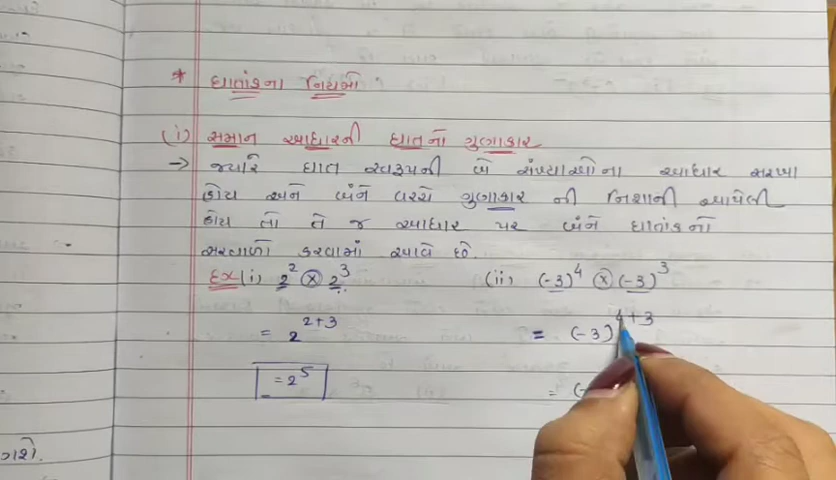 * ઘાતાંકના નિયમો :
(i) સમાન આધારની ઘાતનો ગુણાકાર
→ જ્યારે ઘાત સ્વરૂપની બે સંખ્યાઓના આધાર સરખા
હોય અને બંને વચ્ચે ગુણાકાર ની નિશાની આપેલી
હોય તો તે જ આધાર પર બંને ઘાતાંકનો
સરવાળો કરવામાં આવે છે.
Ex (i) 2² ⊗ 2³. (ii) (-3)⁴ ⊗ (-3)³
= 2²⁺³ = (-3)⁴⁺³
= 2⁵ = (-